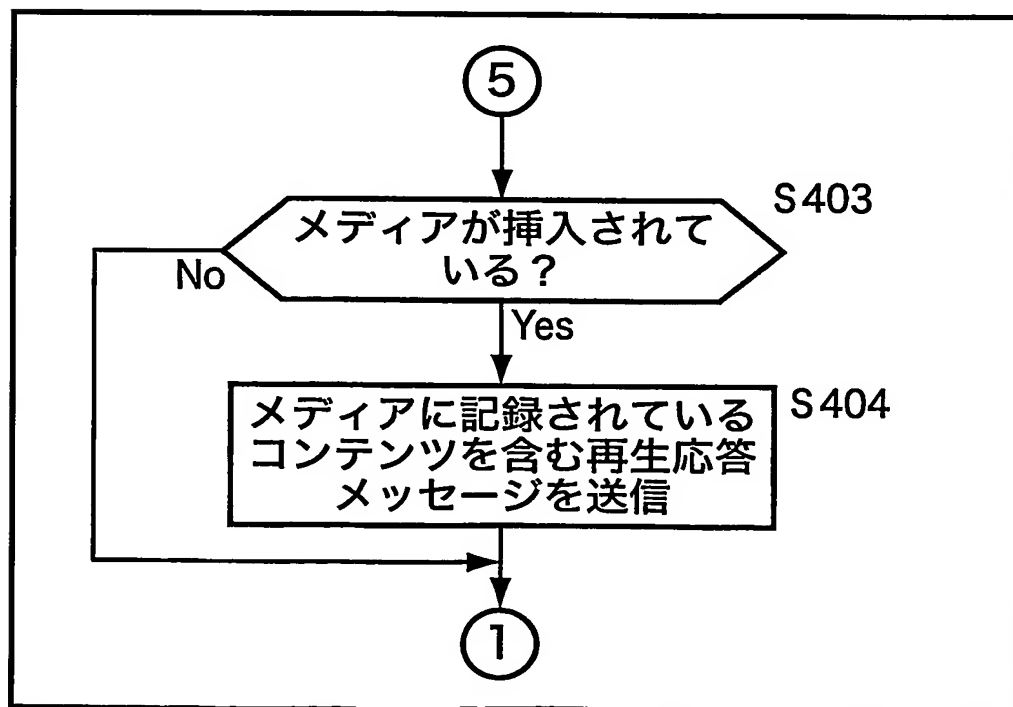 5
S403
メディアが挿入されて
いる？
No
Yes
S404
メディアに記録されている
コンテンツを含む再生応答
メッセージを送信
1